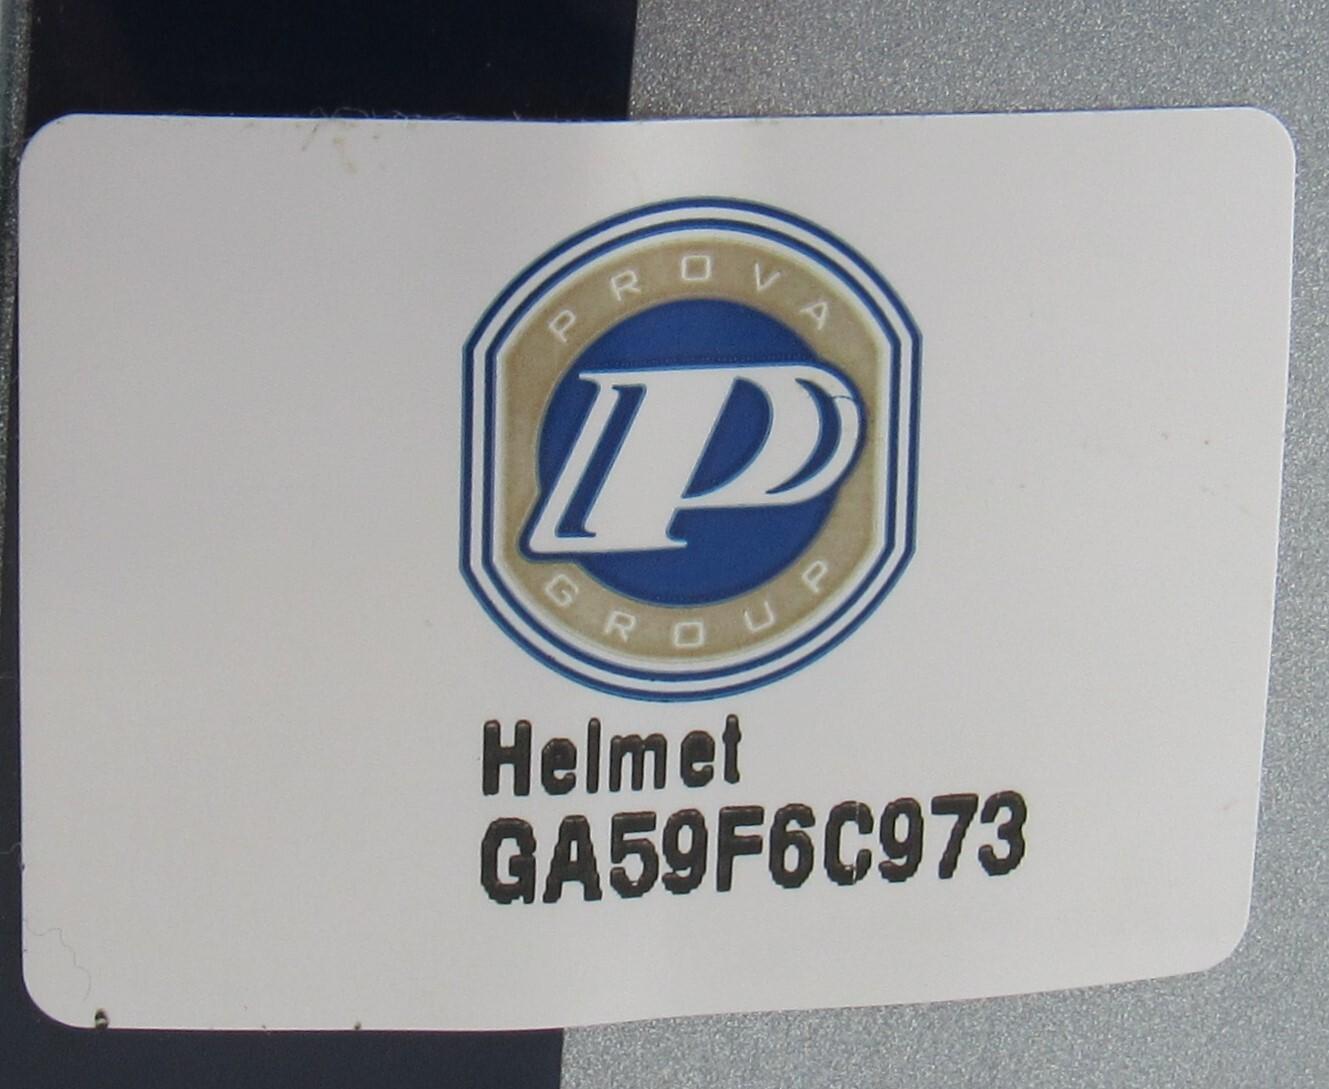 PROVA
P
GROUP
Helmet
GA59F6C973